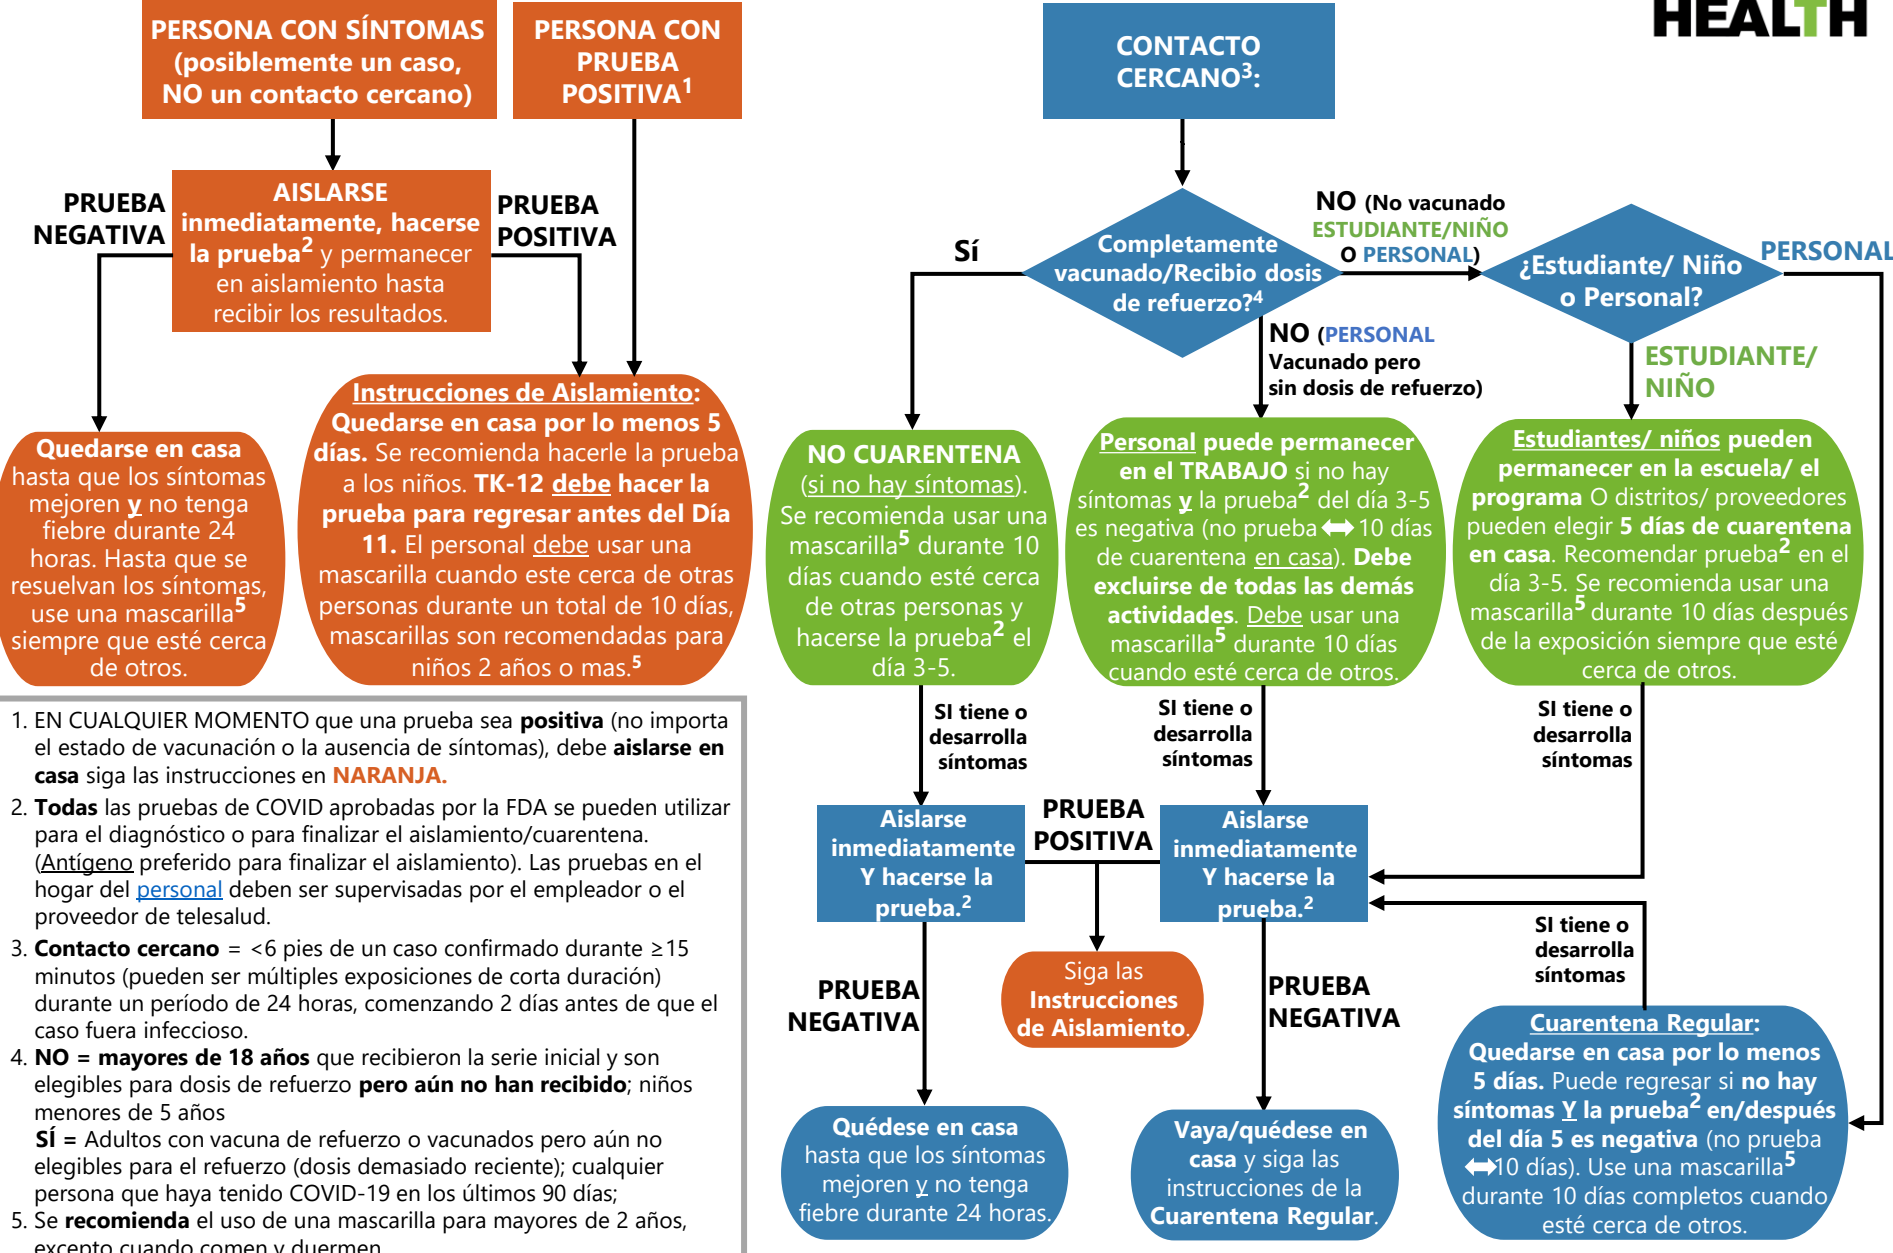 HEALTH
PERSONA CON SÍNTOMAS
(posiblemente un caso,
NO un contacto cercano)
PERSONA CON
PRUEBA
POSITIVA1
AISLARSE
inmediatamente, hacerse
la prueba2 y permanecer
en aislamiento hasta
recibir los resultados.
PRUEBA
NEGATIVA
PRUEBA
POSITIVA
Quedarse en casa
hasta que los síntomas
mejoren y no tenga
fiebre durante 24
horas. Hasta que se
resuelvan los síntomas,
use una mascarilla5
siempre que esté cerca
de otros.
Instrucciones de Aislamiento:
Quedarse en casa por lo menos 5
días. Se recomienda hacerle la prueba
a los niños. TK-12 debe hacer la
prueba para regresar antes del Día
11. El personal debe usar una
mascarilla cuando este cerca de otras
personas durante un total de 10 días,
mascarillas son recomendadas para
niños 2 años o mas.5
1. EN CUALQUIER MOMENTO que una prueba sea positiva (no importa
el estado de vacunación o la ausencia de síntomas), debe aislarse en
casa siga las instrucciones en NARANJA.
2. Todas las pruebas de COVID aprobadas por la FDA se pueden utilizar
para el diagnóstico o para finalizar el aislamiento/cuarentena.
(Antígeno preferido para finalizar el aislamiento). Las pruebas en el
hogar del personal deben ser supervisadas por el empleador o el
proveedor de telesalud.
3. Contacto cercano = <6 pies de un caso confirmado durante ≥15
minutos (pueden ser múltiples exposiciones de corta duración)
durante un período de 24 horas, comenzando 2 días antes de que el
caso fuera infeccioso.
4. NO = mayores de 18 años que recibieron la serie inicial y son
elegibles para dosis de refuerzo pero aún no han recibido; niños
menores de 5 años
SÍ = Adultos con vacuna de refuerzo o vacunados pero aún no
elegibles para el refuerzo (dosis demasiado reciente); cualquier
persona que haya tenido COVID-19 en los últimos 90 días;
5. Se recomienda el uso de una mascarilla para mayores de 2 años,
excepto cuando comen y duermen
CONTACTO
CERCANO3:
Completamente
vacunado/Recibio dosis
de refuerzo?4
Sí
NO (No vacunado
ESTUDIANTE/NIÑO
O PERSONAL)
¿Estudiante/ Niño
o Personal?
PERSONAL
NO (PERSONAL
Vacunado pero
sin dosis de refuerzo)
ESTUDIANTE/
NIÑO
NO CUARENTENA
(si no hay síntomas).
Se recomienda usar una
mascarilla5 durante 10
días cuando esté cerca
de otras personas y
hacerse la prueba2 el
día 3-5.
Personal puede permanecer
en el TRABAJO si no hay
síntomas y la prueba2 del día 3-5
es negativa (no prueba ⬌ 10 días
de cuarentena en casa). Debe
excluirse de todas las demás
actividades. Debe usar una
mascarilla5 durante 10 días
cuando esté cerca de otros.
Estudiantes/ niños pueden
permanecer en la escuela/ el
programa O distritos/ proveedores
pueden elegir 5 días de cuarentena
en casa. Recomendar prueba2 en el
día 3-5. Se recomienda usar una
mascarilla5 durante 10 días después
de la exposición siempre que esté
cerca de otros.
SI tiene o
desarrolla
síntomas
SI tiene o
desarrolla
síntomas
SI tiene o
desarrolla
síntomas
Aislarse
inmediatamente
Y hacerse la
prueba.2
PRUEBA
POSITIVA
Aislarse
inmediatamente
Y hacerse la
prueba.2
SI tiene o
desarrolla
síntomas
PRUEBA
NEGATIVA
Siga las
Instrucciones
de Aislamiento.
PRUEBA
NEGATIVA
Quédese en casa
hasta que los síntomas
mejoren y no tenga
fiebre durante 24 horas.
Vaya/quédese en
casa y siga las
instrucciones de la
Cuarentena Regular.
Cuarentena Regular:
Quedarse en casa por lo menos
5 días. Puede regresar si no hay
síntomas Y la prueba2 en/después
del día 5 es negativa (no prueba
⬌10 días). Use una mascarilla5
durante 10 días completos cuando
esté cerca de otros.